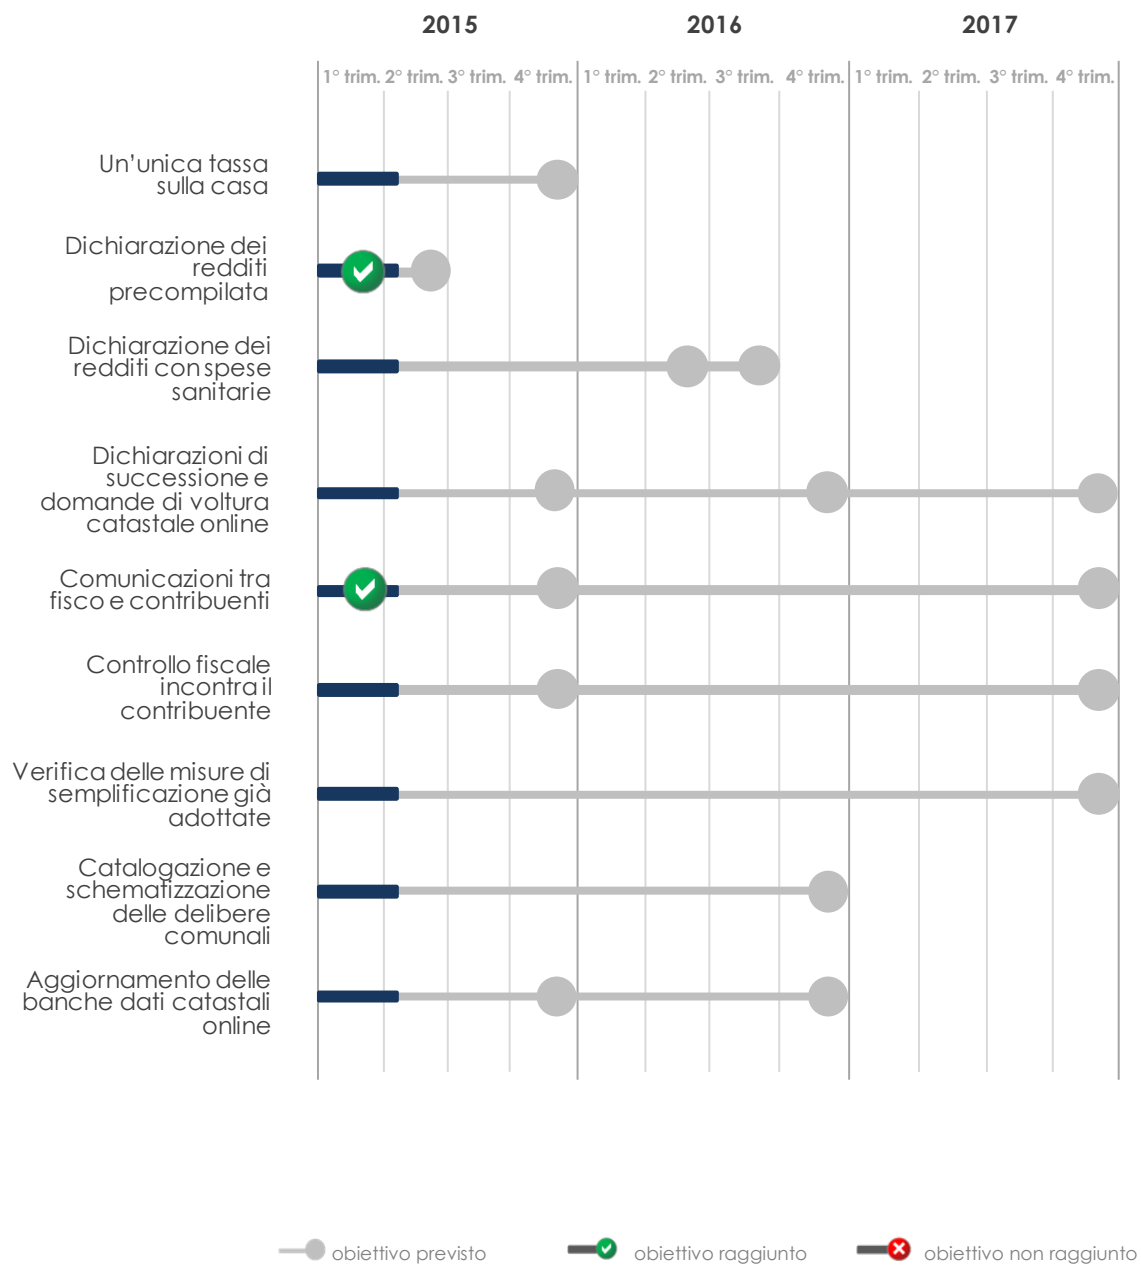 2015 2016 2017
1° trim. 2° trim. 3° trim. 4° trim. 1° trim. 2° trim. 3° trim. 4° trim. 1° trim. 2° trim. 3° trim. 4° trim.
Un’unica tassa
sulla casa
Dichiarazione dei
redditi
precompilata
Dichiarazione dei
redditi con spese
sanitarie
Dichiarazioni di
successione e
domande di voltura
catastale online
Comunicazioni tra
fisco e contribuenti
Controllo fiscale
incontra il
contribuente
Verifica delle misure di
semplificazione già
adottate
Catalogazione e
schematizzazione
delle delibere
comunali
Aggiornamento delle
banche dati catastali
online
obiettivo previsto obiettivo raggiunto obiettivo non raggiunto